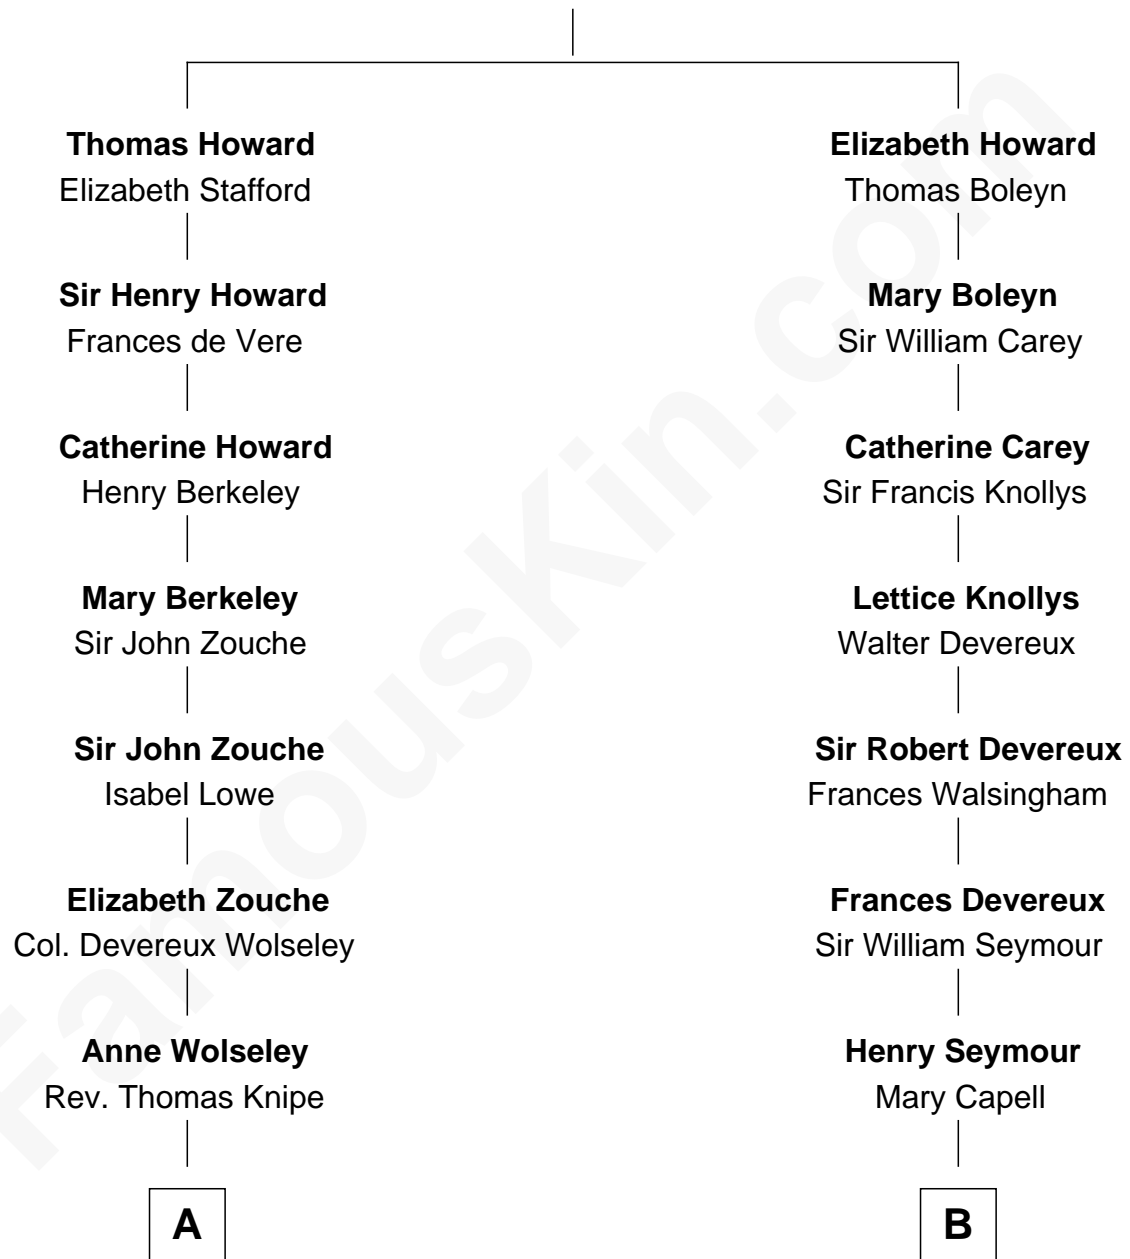 Thomas Howard
Elizabeth Stafford
Sir Henry Howard
Frances de Vere
Catherine Howard
Henry Berkeley
Mary Berkeley
Sir John Zouche
Sir John Zouche
Isabel Lowe
Elizabeth Zouche
Col. Devereux Wolseley
Anne Wolseley
Rev. Thomas Knipe
A
Elizabeth Howard
Thomas Boleyn
Mary Boleyn
Sir William Carey
Catherine Carey
Sir Francis Knollys
Lettice Knollys
Walter Devereux
Sir Robert Devereux
Frances Walsingham
Frances Devereux
Sir William Seymour
Henry Seymour
Mary Capell
B
FamousKin.com